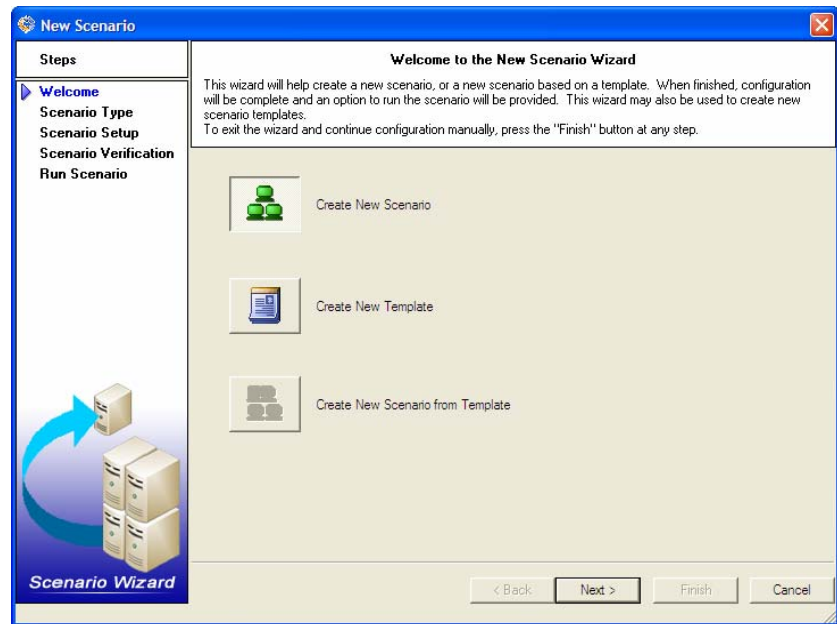 New Scenario
Steps
Welcome
Scenario Type
Scenario Setup
Scenario Verification
Run Scenario
Scenario Wizard
Welcome to the New Scenario Wizard
This wizard will help create a new scenario, or a new scenario based on a template. When finished, configuration
will be complete and an option to run the scenario will be provided. This wizard may also be used to create new
scenario templates.
To exit the wizard and continue configuration manually, press the "Finish" button at any step.
Create New Scenario
Create New Template
Create New Scenario from Template
< Back
Next >
Finish
Cancel